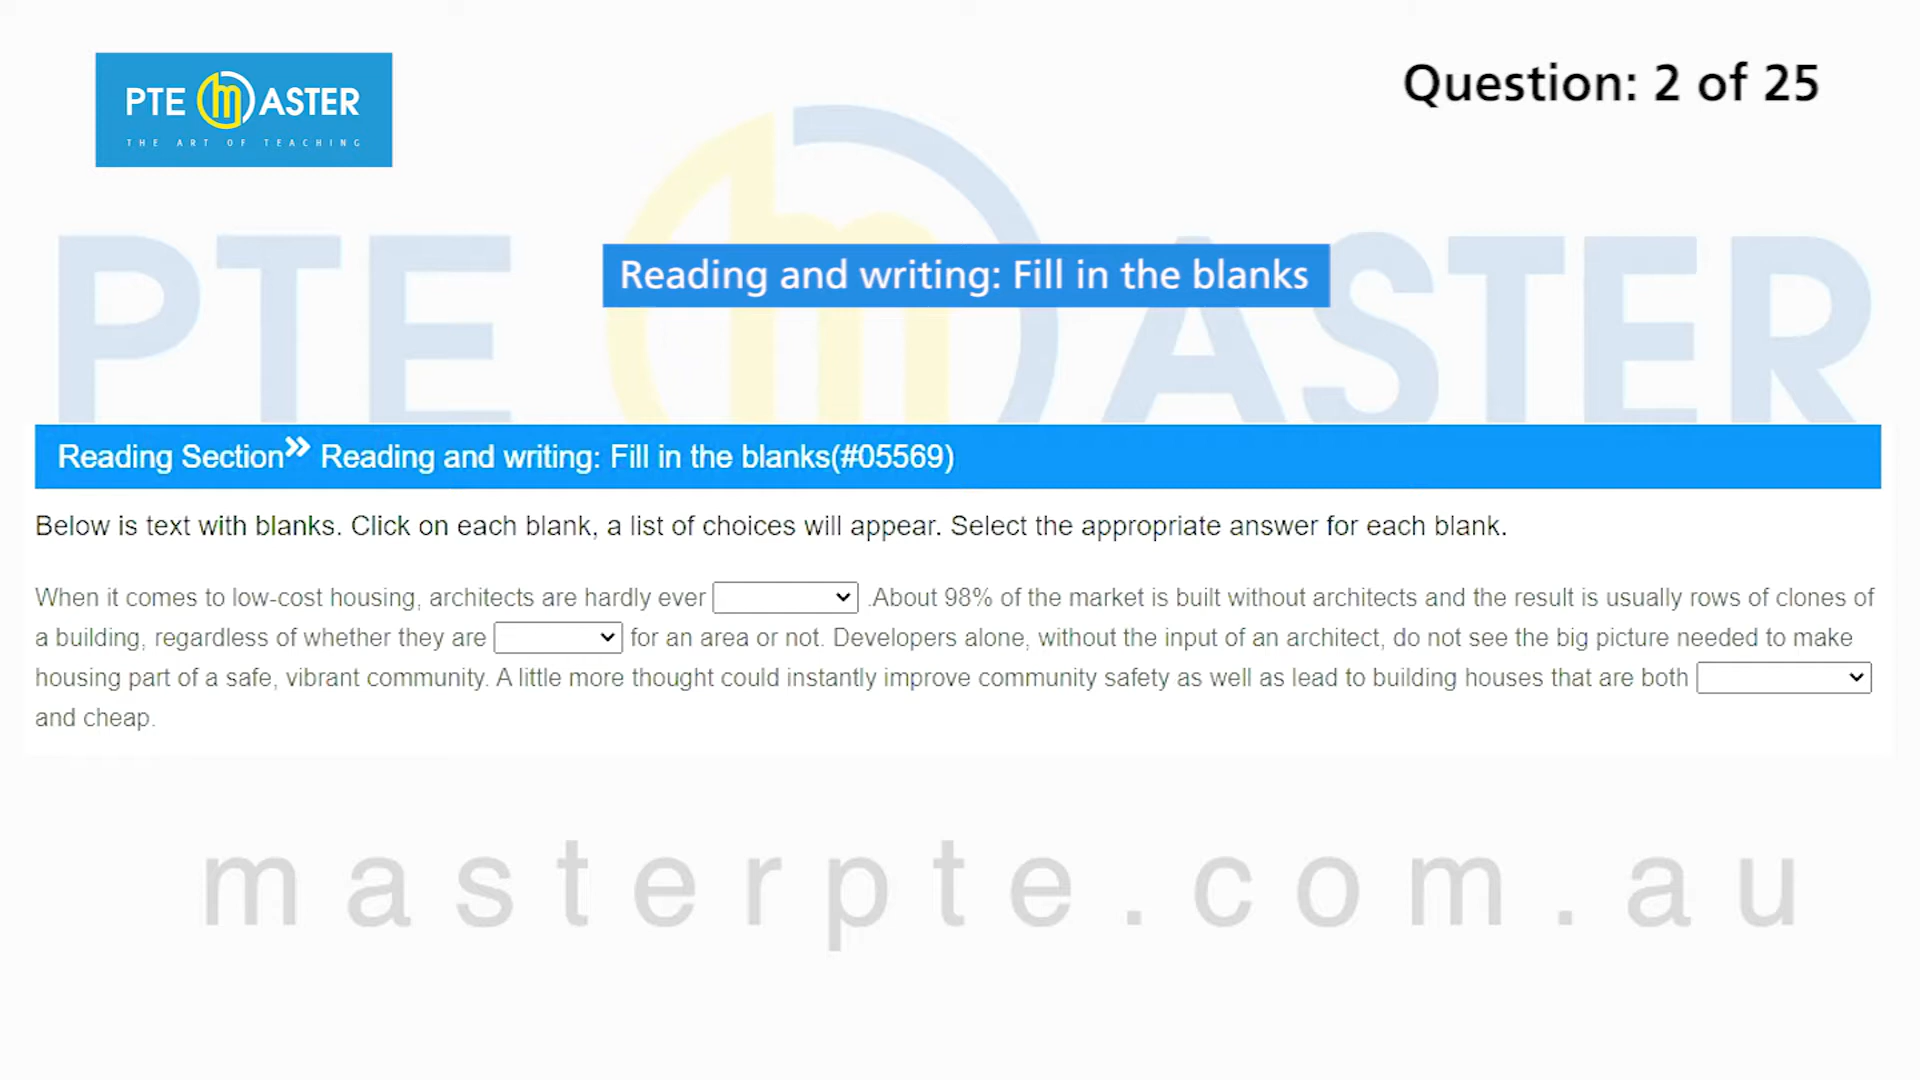 PTE MASTER
THE ART OF TEACHING
Question: 2 of 25
PTE MASTER
Reading and writing: Fill in the blanks
Reading Section» Reading and writing: Fill in the blanks(#05569)
Below is text with blanks. Click on each blank, a list of choices will appear. Select the appropriate answer for each blank.
When it comes to low-cost housing, architects are hardly ever .About 98% of the market is built without architects and the result is usually rows of clones of
a building, regardless of whether they are for an area or not. Developers alone, without the input of an architect, do not see the big picture needed to make
housing part of a safe, vibrant community. A little more thought could instantly improve community safety as well as lead to building houses that are both
and cheap.
masterpte.com.au